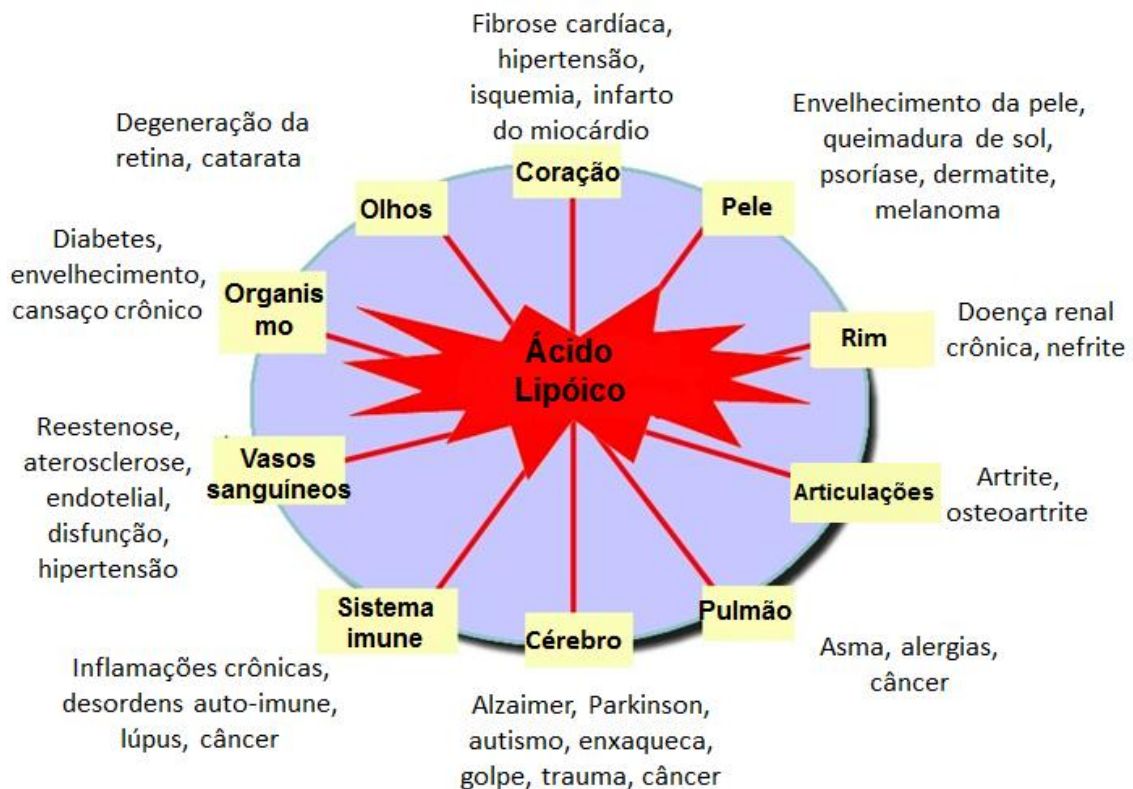 Fibrose cardíaca,
hipertensão,
isquemia, infarto
do miocárdio
Coração
Envelhecimento da pele,
queimadura de sol,
psoríase, dermatite,
melanoma
Pele
Degeneração da
retina, catarata
Olhos
Diabetes,
envelhecimento,
cansaço crônico
Organis
mo
Ácido
Lipóico
Rim
Doença renal
crônica, nefrite
Reestenose,
aterosclerose,
endotelial,
disfunção,
hipertensão
Vasos
sanguíneos
Articulações
Artrite,
osteoartrite
Sistema
imune
Inflamações crônicas,
desordens auto-imune,
lúpus, câncer
Cérebro
Alzaimer, Parkinson,
autismo, enxaqueca,
golpe, trauma, câncer
Pulmão
Asma, alergias,
câncer